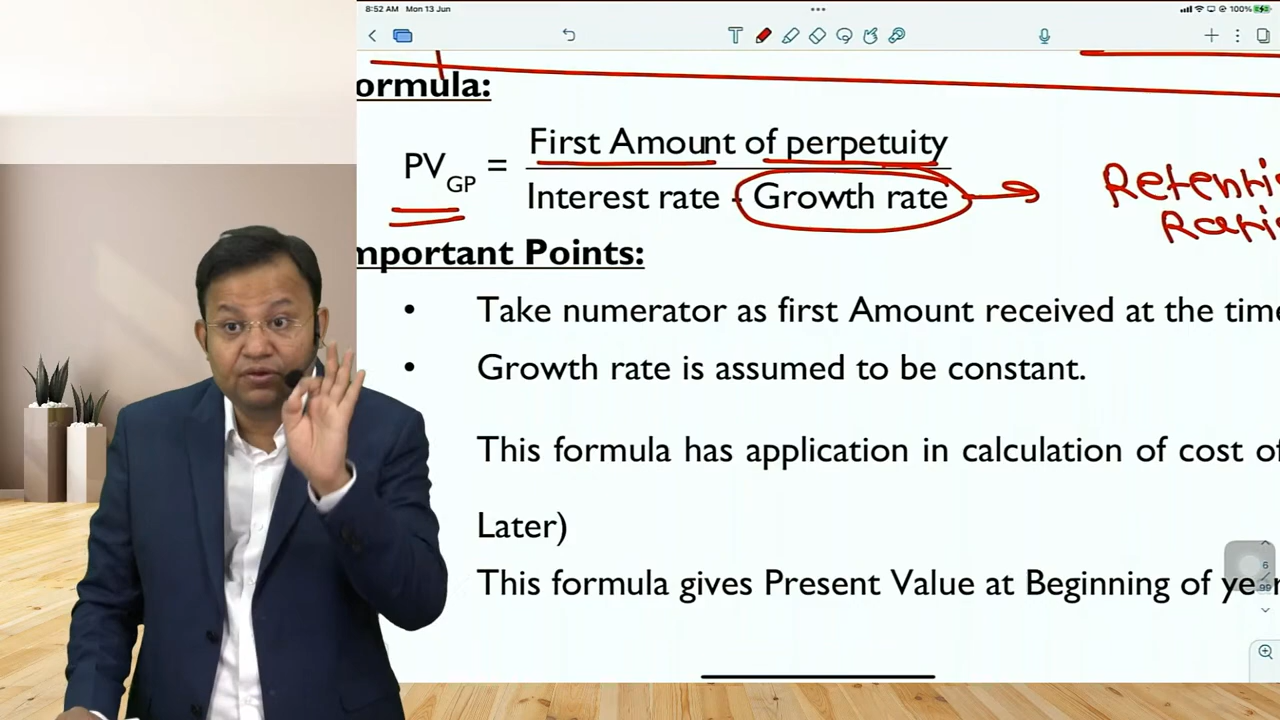 8:52 AM Mon 13 Jun
100%
ormula:
PV GP = First Amount of perpetuity
Interest rate - Growth rate
Retenti
Rati
mportant Points:
• Take numerator as first Amount received at the time
• Growth rate is assumed to be constant.
This formula has application in calculation of cost of
Later)
This formula gives Present Value at Beginning of ye r
6
99